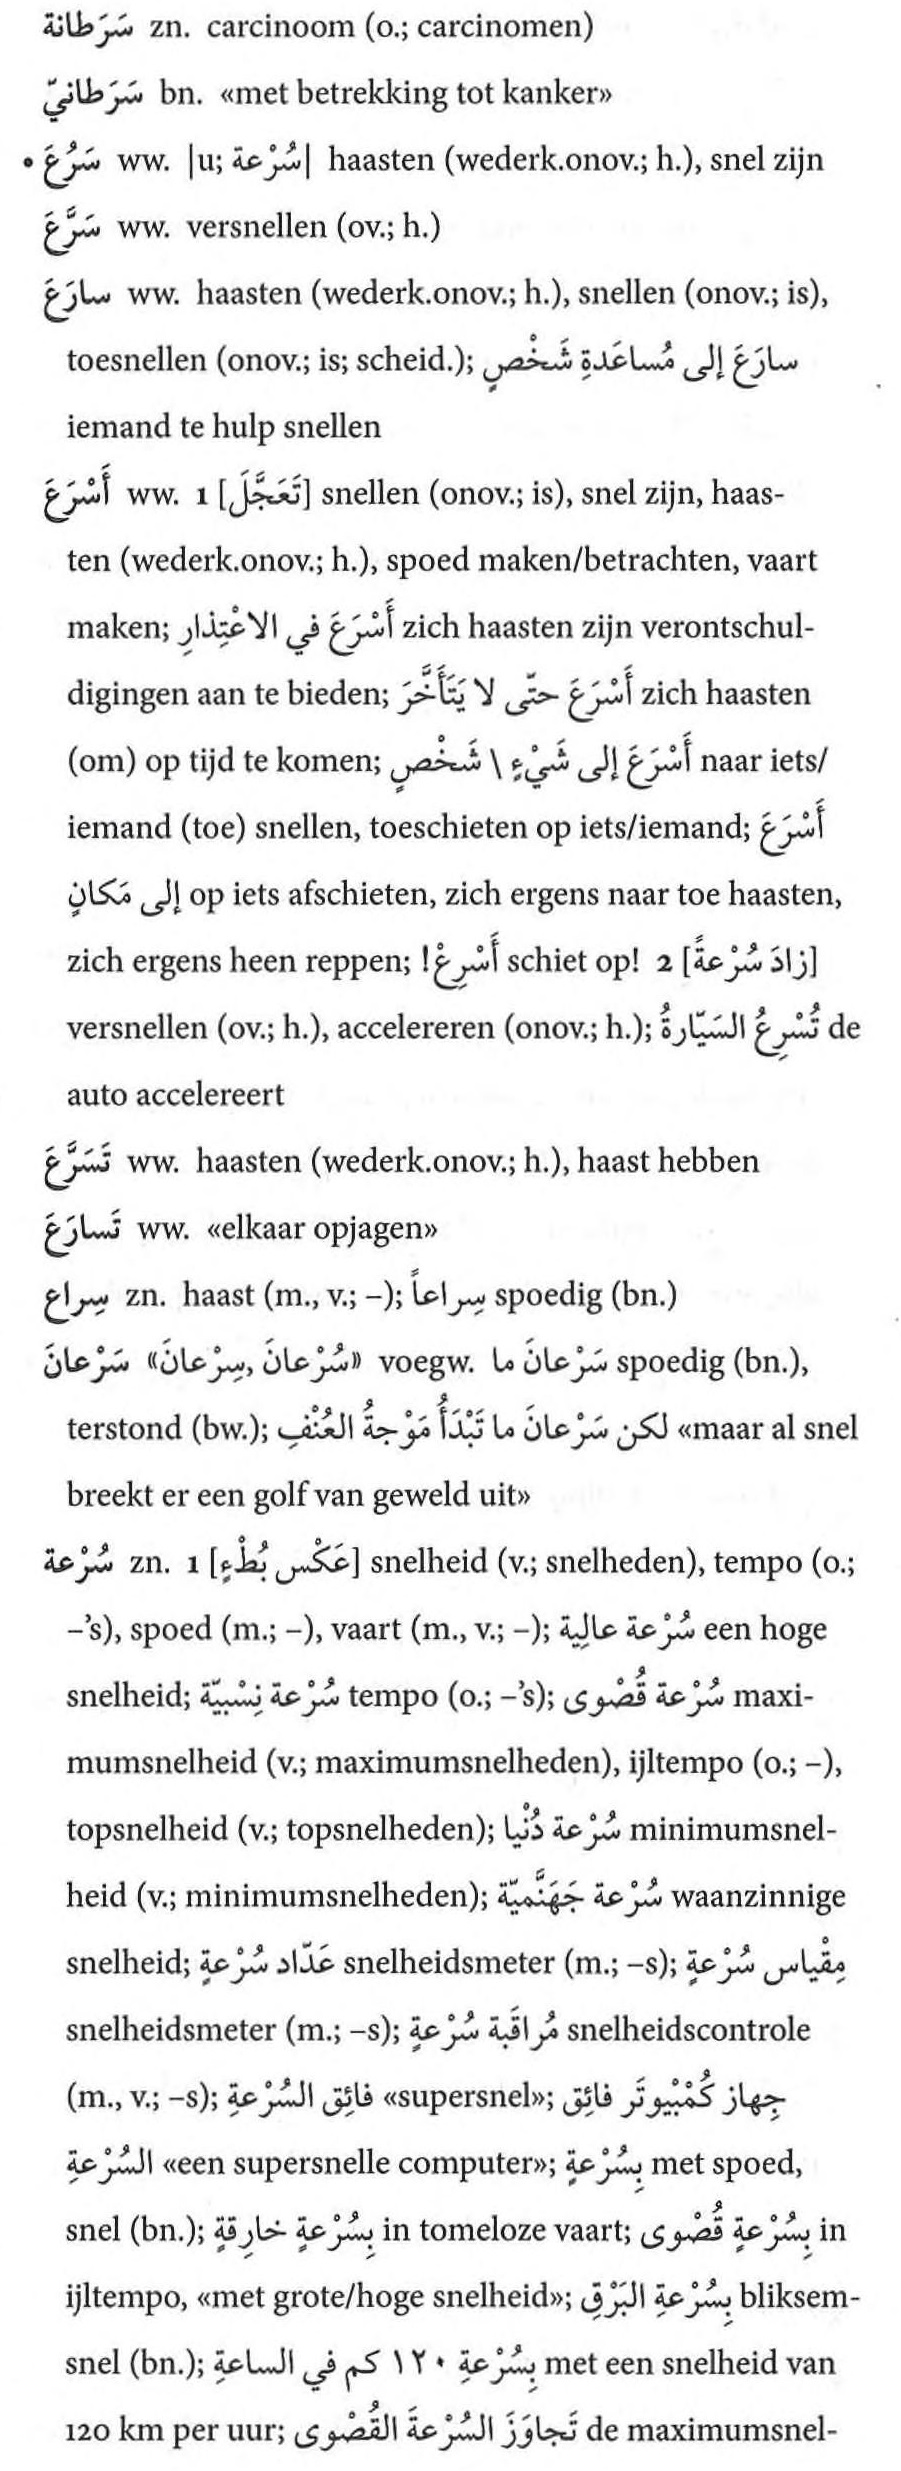 سَرَطانة zn. carcinoom (o.; carcinomen)
سَرَطانيّ bn. «met betrekking tot kanker»
• سَرُعَ ww. |u; سُرْعة| haasten (wederk.onov.; h.), snel zijn
سَرَّعَ ww. versnellen (ov.; h.)
سارَعَ ww. haasten (wederk.onov.; h.), snellen (onov.; is),
toesnellen (onov.; is; scheid.); سارَعَ إلى مُساعَدةِ شَخْصٍ
iemand te hulp snellen
أَسْرَعَ ww. 1 [تَعَجَّلَ] snellen (onov.; is), snel zijn, haas-
ten (wederk.onov.; h.), spoed maken/betrachten, vaart
maken; أَسْرَعَ في الاعْتِذارِ zich haasten zijn verontschul-
digingen aan te bieden; أَسْرَعَ حتّى لا يَتَأَخَّرَ zich haasten
(om) op tijd te komen; أَسْرَعَ إلى شَيْءٍ \ شَخْصٍ naar iets/
iemand (toe) snellen, toeschieten op iets/iemand; أَسْرَعَ
إلى مَكانٍ op iets afschieten, zich ergens naar toe haasten,
zich ergens heen reppen; أَسْرِعْ! schiet op! 2 [زادَ سُرْعةً]
versnellen (ov.; h.), accelereren (onov.; h.); تُسْرِعُ السَيّارةُ de
auto accelereert
تَسَرَّعَ ww. haasten (wederk.onov.; h.), haast hebben
تَسارَعَ ww. «elkaar opjagen»
سِراع zn. haast (m., v.; –); سِراعاً spoedig (bn.)
سَرْعانَ «سُرْعانَ, سِرْعانَ» voegw. سَرْعانَ ما spoedig (bn.),
terstond (bw.); لكن سَرْعانَ ما تَبْدَأُ مَوْجةُ العُنْفِ «maar al snel
breekt er een golf van geweld uit»
سُرْعة zn. 1 [عَكْس بُطْءٍ] snelheid (v.; snelheden), tempo (o.;
–’s), spoed (m.; –), vaart (m., v.; –); سُرْعة عالِية een hoge
snelheid; سُرْعة نِسْبيّة tempo (o.; –’s); سُرْعة قُصْوى maxi-
mumsnelheid (v.; maximumsnelheden), ijltempo (o.; –),
topsnelheid (v.; topsnelheden); سُرْعة دُنْيا minimumsnel-
heid (v.; minimumsnelheden); سُرْعة جَهَنَّميّة waanzinnige
snelheid; عَدّاد سُرْعةٍ snelheidsmeter (m.; –s); مِقْياس سُرْعةٍ
snelheidsmeter (m.; –s); مُراقَبة سُرْعةٍ snelheidscontrole
(m., v.; –s); فائِق السُرْعةِ «supersnel»; جِهاز كُمْبْيوتَر فائِق
السُرْعةِ «een supersnelle computer»; بِسُرْعةٍ met spoed,
snel (bn.); بِسُرْعةٍ خارِقةٍ in tomeloze vaart; بِسُرْعةٍ قُصْوى in
ijltempo, «met grote/hoge snelheid»; بِسُرْعةِ البَرْقِ bliksem-
snel (bn.); بِسُرْعةِ ١٢٠ كم في الساعةِ met een snelheid van
120 km per uur; تَجاوَزَ السُرْعةَ القُصْوى de maximumsnel-